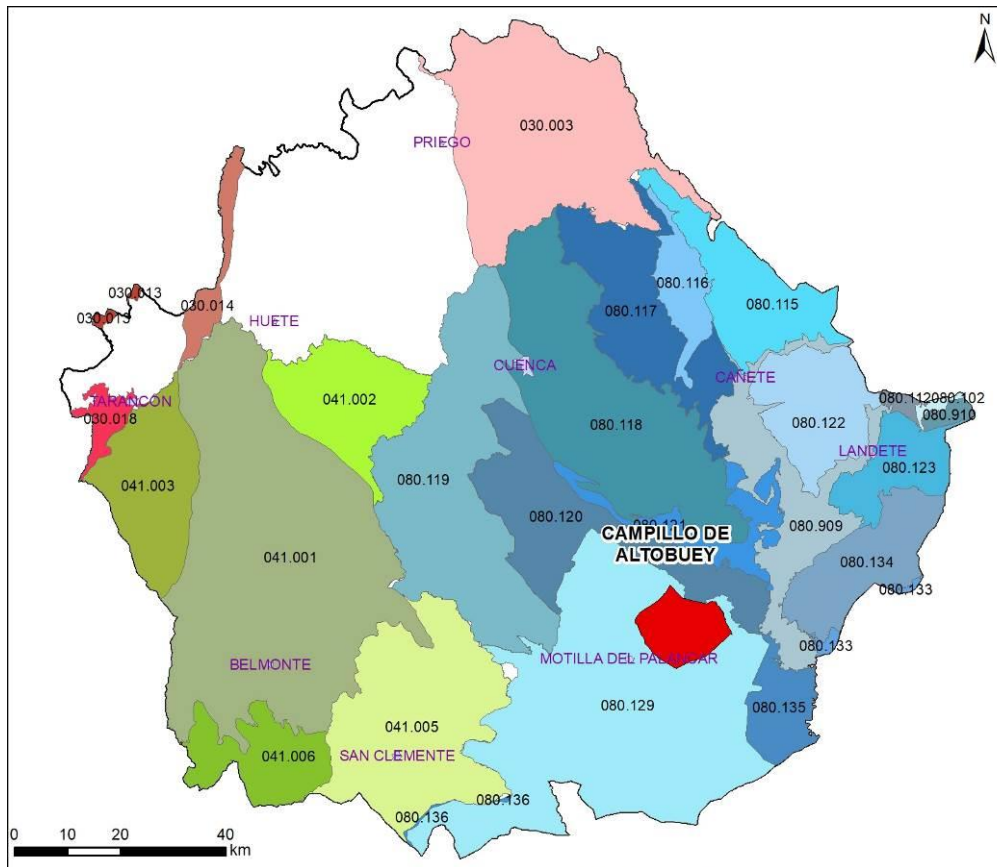 N
030.003
PRIEGO
080.116
080.115
030.013
030.014
030.013
080.117
HUETE
CUENCA
CAÑETE
TARANCÓN
041.002
080.112
080.102
030.018
080.910
080.118
080.122
LANDETE
080.119
080.123
041.003
080.120
080.121
080.909
CAMPILLO DE
ALTOBUEY
041.001
080.134
080.133
080.133
BELMONTE
MOTILLA DEL PALANCAR
080.129
080.135
041.005
041.006
SAN CLEMENTE
080.136
080.136
0 10 20 40
km